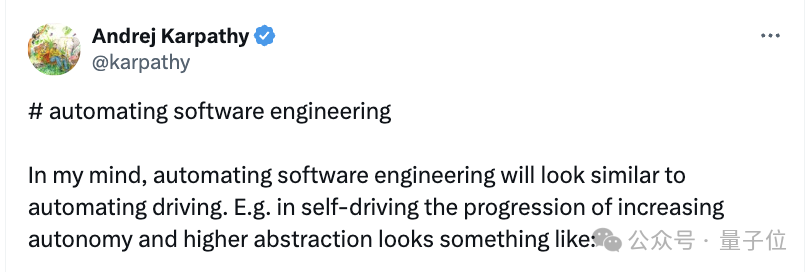 Andrej Karpathy
@karpathy
# automating software engineering
In my mind, automating software engineering will look similar to
automating driving. E.g. in self-driving the progression of increasing
autonomy and higher abstraction looks something like:
公众号 · 量子位